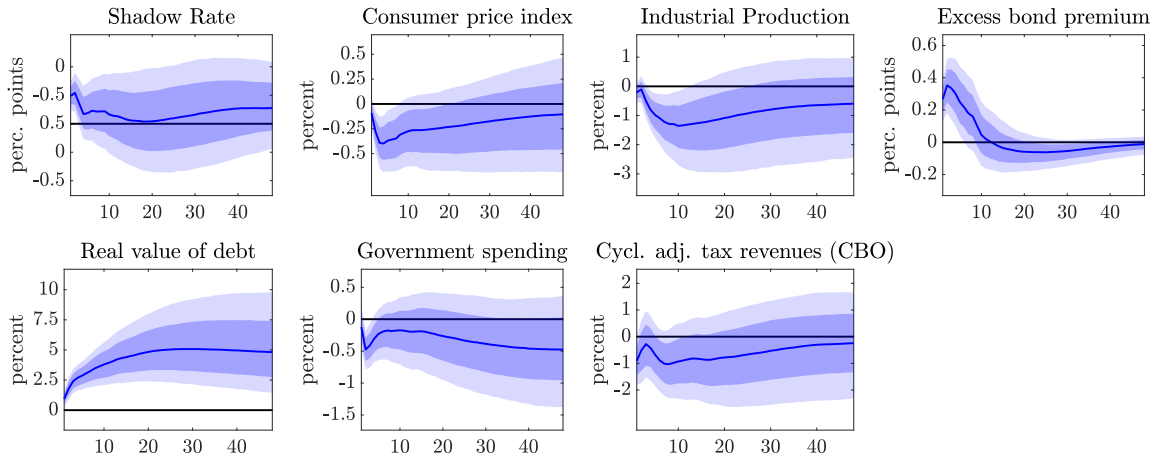 Shadow Rate
perc. points
0
-0.5
0.5
0
-0.5
10 20 30 40
Consumer price index
percent
0.5
0.25
0
-0.25
-0.5
10 20 30 40
Industrial Production
percent
1
0
-1
-2
-3
10 20 30 40
Excess bond premium
perc. points
0.6
0.4
0.2
0
-0.2
10 20 30 40
Real value of debt
percent
10
7.5
5
2.5
0
10 20 30 40
Government spending
percent
0.5
0
-0.5
-1
-1.5
10 20 30 40
Cycl. adj. tax revenues (CBO)
percent
2
1
0
-1
-2
10 20 30 40